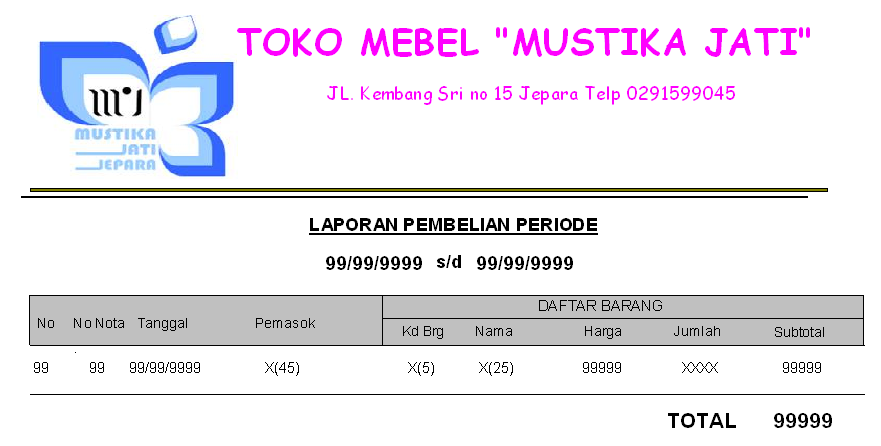 TOKO MEBEL "MUSTIKA JATI"
JL. Kembang Sri no 15 Jepara Telp 0291599045
mj
MUSTIKA
JATI
JEPARA
LAPORAN PEMBELIAN PERIODE
99/99/9999 s/d 99/99/9999
DAFTAR BARANG
No No Nota Tanggal Pemasok Kd Brg Nama Harga Jumlah Subtotal
99 99 99/99/9999 X(45) X(5) X(25) 99999 XXXX 99999
TOTAL 99999